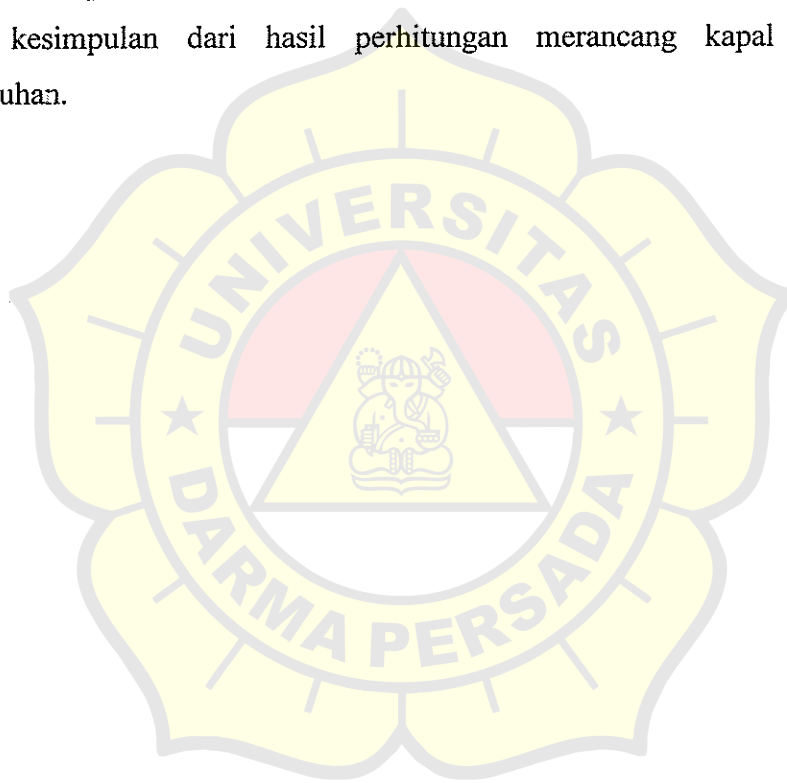 kesimpulan dari hasil perhitungan merancang kapal
uhan.
UNIVERSITAS
DARMA PERSADA